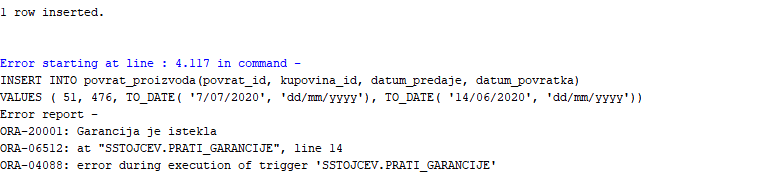 1 row inserted.
Error starting at line : 4.117 in command -
INSERT INTO povrat_proizvoda(povrat_id, kupovina_id, datum_predaje, datum_povratka)
VALUES ( 51, 476, TO_DATE( '7/07/2020', 'dd/mm/yyyy'), TO_DATE( '14/06/2020', 'dd/mm/yyyy'))
Error report -
ORA-20001: Garancija je istekla
ORA-06512: at "SSTOJCEV.PRATI_GARANCIJE", line 14
ORA-04088: error during execution of trigger 'SSTOJCEV.PRATI_GARANCIJE'